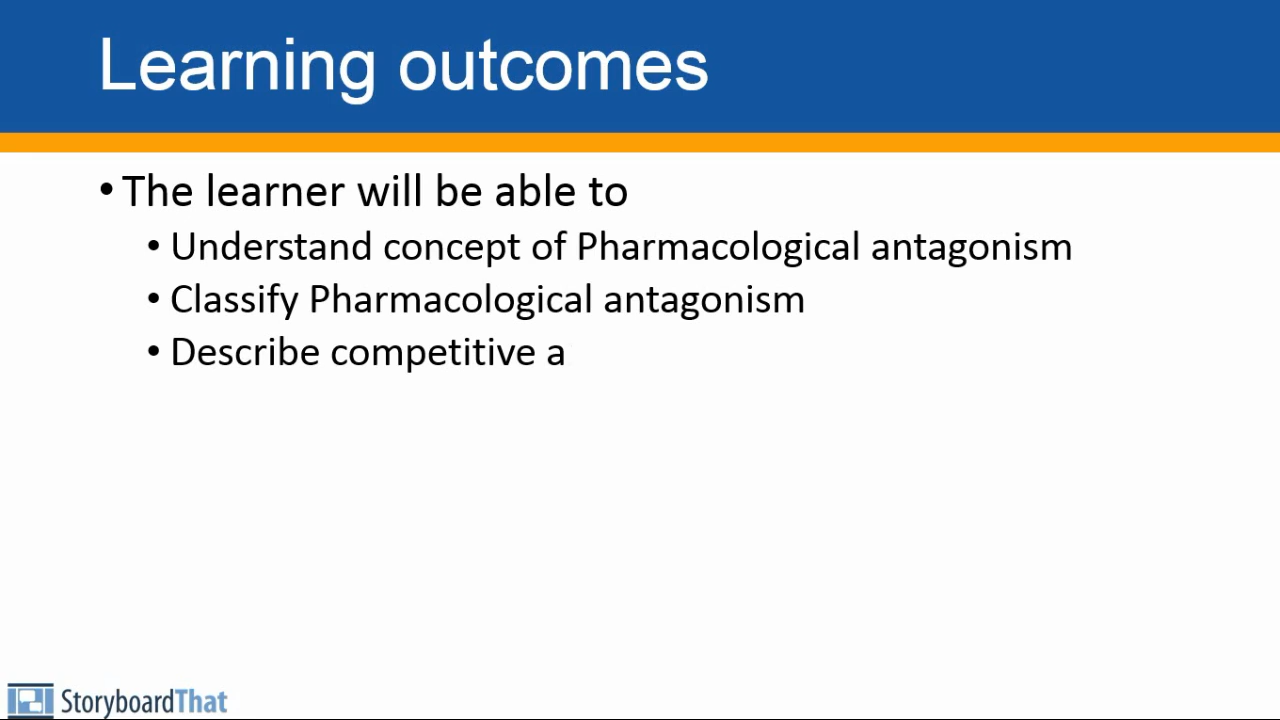 Learning outcomes
• The learner will be able to
• Understand concept of Pharmacological antagonism
• Classify Pharmacological antagonism
• Describe competitive a
StoryboardThat